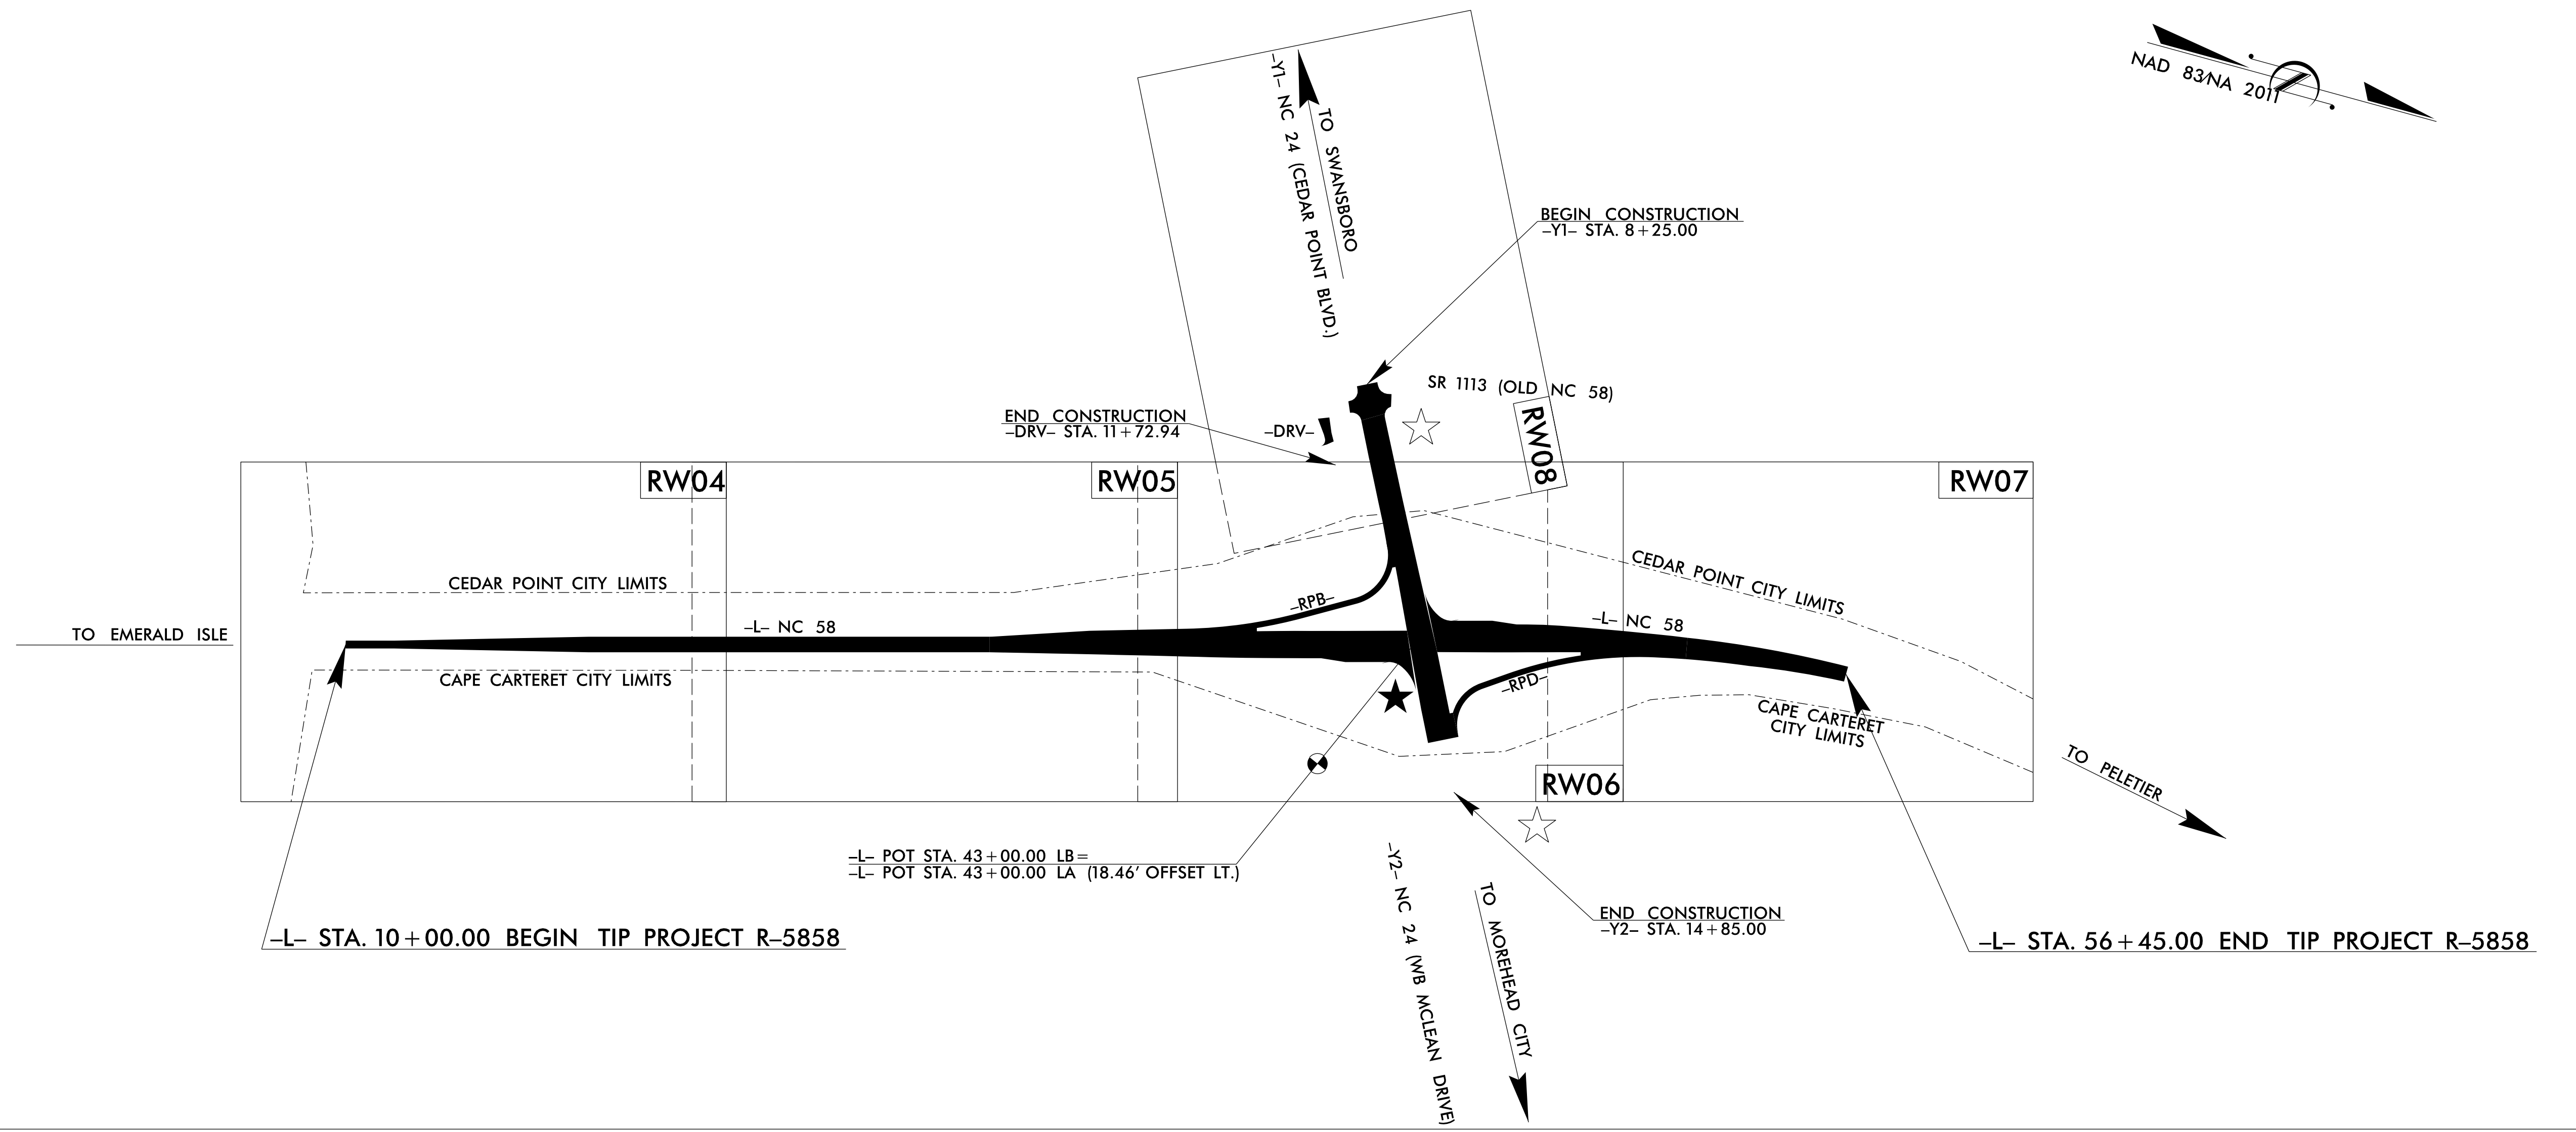 NAD 83/NA 2011
-Y1- NC 24 (CEDAR POINT BLVD.)
TO SWANSBORO
BEGIN CONSTRUCTION
-Y1- STA. 8+25.00
SR 1113 (OLD NC 58)
END CONSTRUCTION
-DRV- STA. 11+72.94
-DRV-
RW04
RW05
RW08
RW07
CEDAR POINT CITY LIMITS
CEDAR POINT CITY LIMITS
-RPB-
TO EMERALD ISLE
-L- NC 58
-L- NC 58
CAPE CARTERET CITY LIMITS
-RPD-
CAPE CARTERET
CITY LIMITS
TO PELETIER
RW06
-L- POT STA. 43+00.00 LB=
-L- POT STA. 43+00.00 LA (18.46' OFFSET LT.)
-Y2- NC 24 (WB MCLEAN DRIVE)
TO MOREHEAD CITY
END CONSTRUCTION
-Y2- STA. 14+85.00
-L- STA. 10+00.00 BEGIN TIP PROJECT R-5858
-L- STA. 56+45.00 END TIP PROJECT R-5858